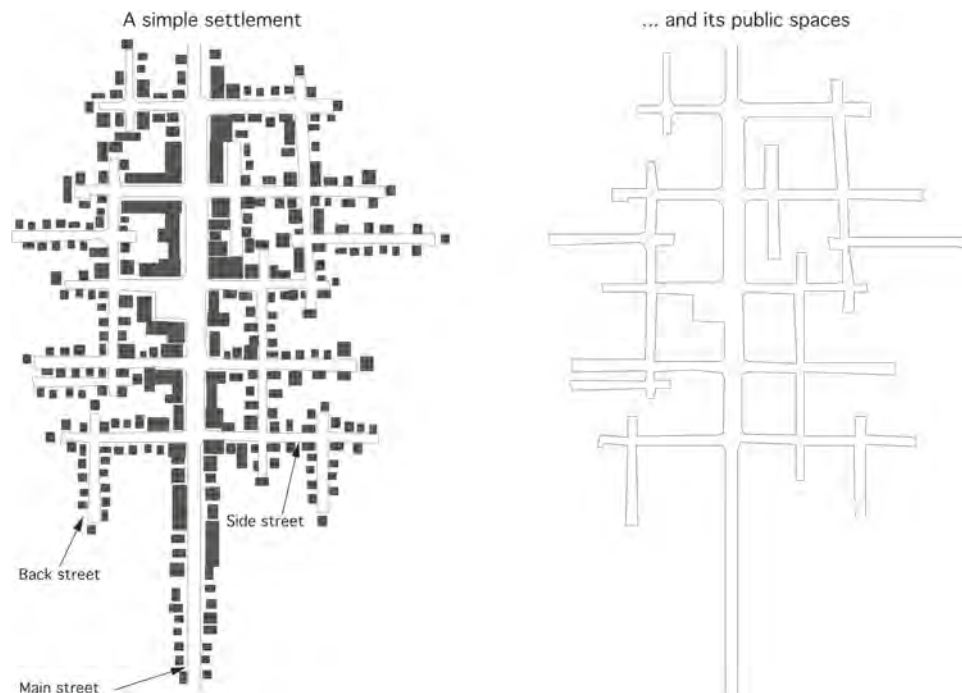 A simple settlement
... and its public spaces
Side street
Back street
Main street